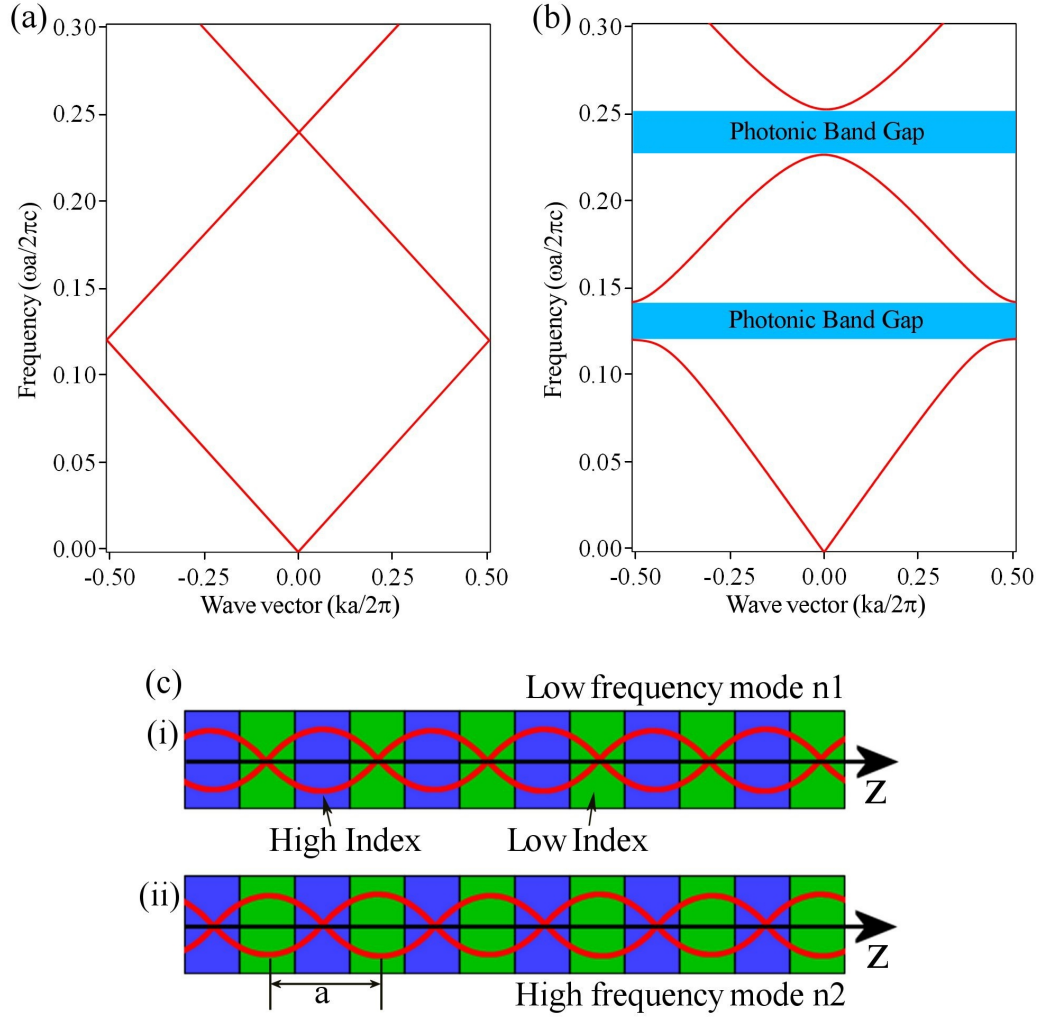 (a)
0.30
0.25
0.20
0.15
0.10
0.05
0.00
Frequency (ωa/2πc)
-0.50 -0.25 0.00 0.25 0.50
Wave vector (ka/2π)
(b)
0.30
0.25
0.20
0.15
0.10
0.05
0.00
Frequency (ωa/2πc)
Photonic Band Gap
Photonic Band Gap
-0.50 -0.25 0.00 0.25 0.50
Wave vector (ka/2π)
(c)
Low frequency mode n1
(i)
Z
High Index
Low Index
(ii)
Z
a
High frequency mode n2